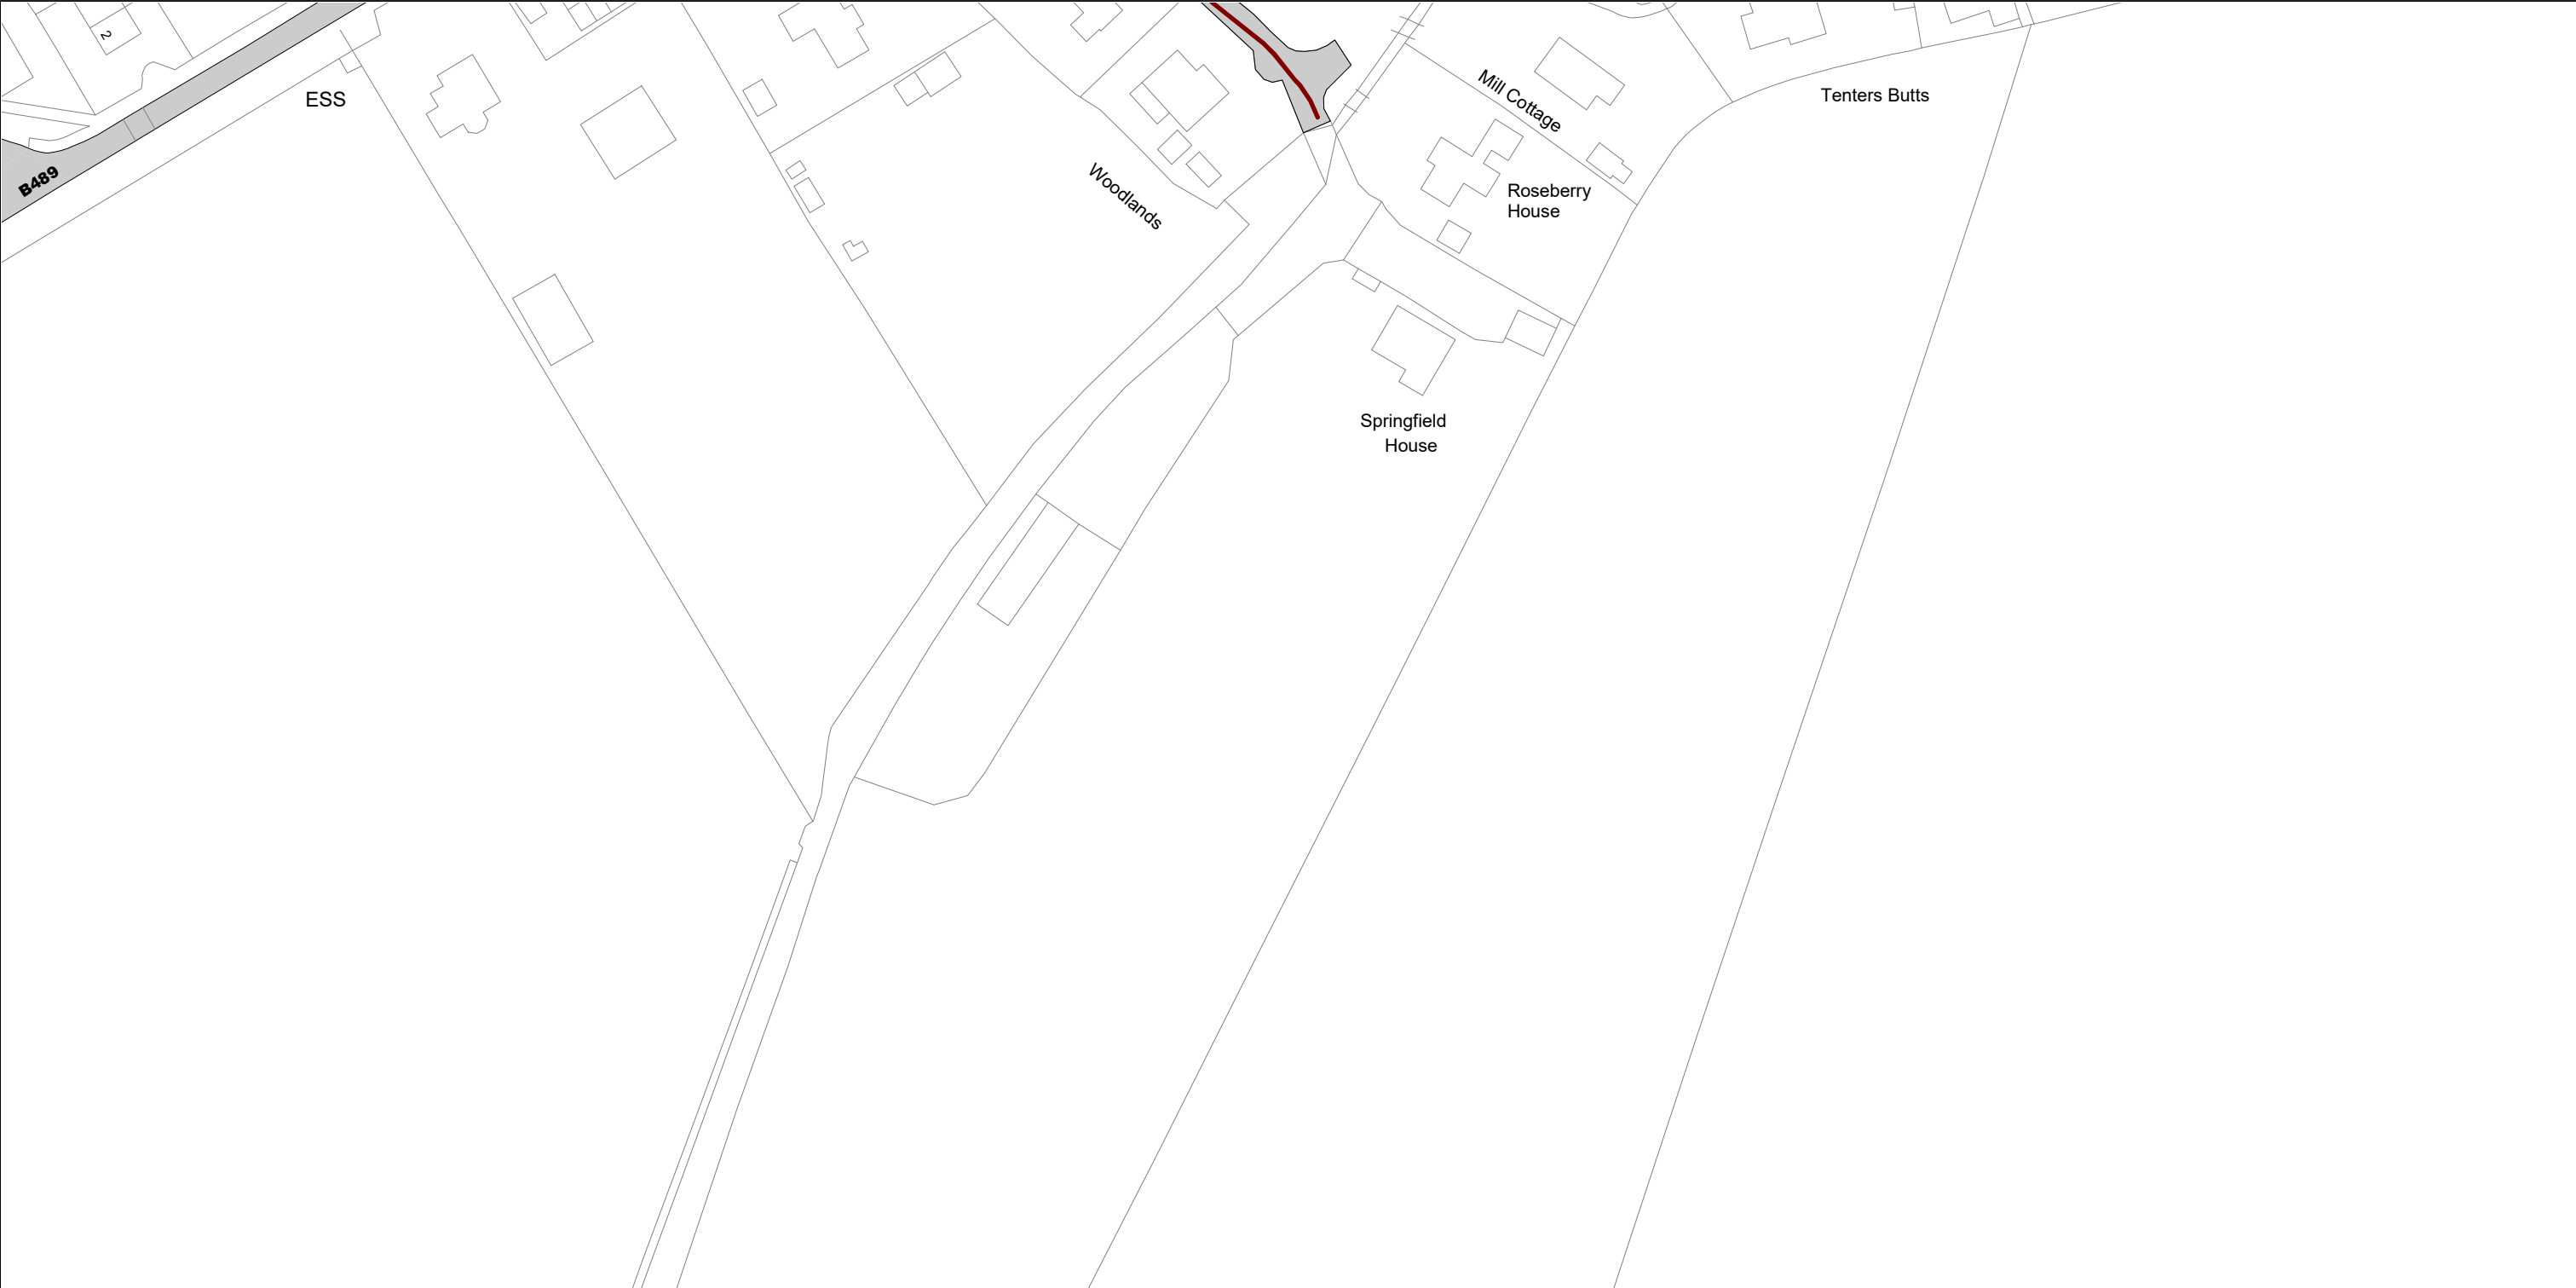 2
ESS
B489
Woodlands
Mill Cottage
Tenters Butts
Roseberry
House
Springfield
House